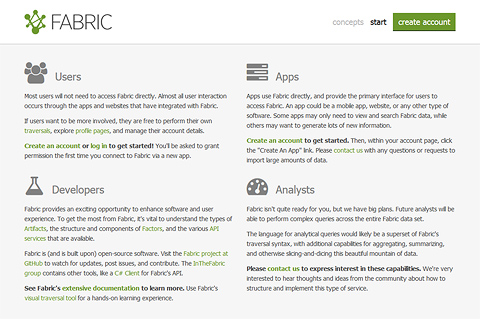 FABRIC
concepts start create account
Users
Most users will not need to access Fabric directly. Almost all user interaction
occurs through the apps and websites that have integrated with Fabric.
If users want to be more involved, they are free to perform their own
traversals, explore profile pages, and manage their account details.
Create an account or log in to get started! You'll be asked to grant
permission the first time you connect to Fabric via a new app.
Apps
Apps use Fabric directly, and provide the primary interface for users to
access Fabric. An app could be a mobile app, website, or any other type of
software. Some apps may only need to view and search Fabric data, while
others may want to generate lots of new information.
Create an account to get started. Then, within your account page, click
the "Create An App" link. Please contact us with any questions or requests to
import large amounts of data.
Developers
Fabric provides an exciting opportunity to enhance software and user
experience. To get the most from Fabric, it's vital to understand the types of
Artifacts, the structure and components of Factors, and the various API
services that are available.
Fabric is (and is built upon) open-source software. Visit the Fabric project at
GitHub to watch for updates, post issues, and contribute. The InTheFabric
group contains other tools, like a C# Client for Fabric's API.
See Fabric's extensive documentation to learn more. Use Fabric's
visual traversal tool for a hands-on learning experience.
Analysts
Fabric isn't quite ready for you, but we have big plans. Future analysts will be
able to perform complex queries across the entire Fabric data set.
The language for analytical queries would likely be a superset of Fabric's
traversal syntax, with additional capabilities for aggregating, summarizing,
and otherwise slicing-and-dicing this beautiful mountain of data.
Please contact us to express interest in these capabilities. We're very
interested to hear thoughts and ideas from the community about how to
structure and implement this type of service.